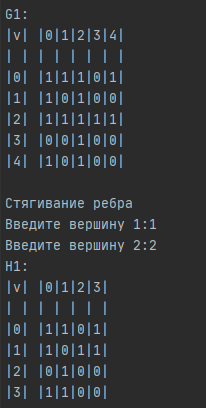 G1:
|v| |0|1|2|3|4|
| | | | | | | |
|0| |1|1|1|0|1|
|1| |1|0|1|0|0|
|2| |1|1|1|1|1|
|3| |0|0|1|0|0|
|4| |1|0|1|0|0|
Стягивание ребра
Введите вершину 1:1
Введите вершину 2:2
H1:
|v| |0|1|2|3|
| | | | | | |
|0| |1|1|0|1|
|1| |1|0|1|1|
|2| |0|1|0|0|
|3| |1|1|0|0|